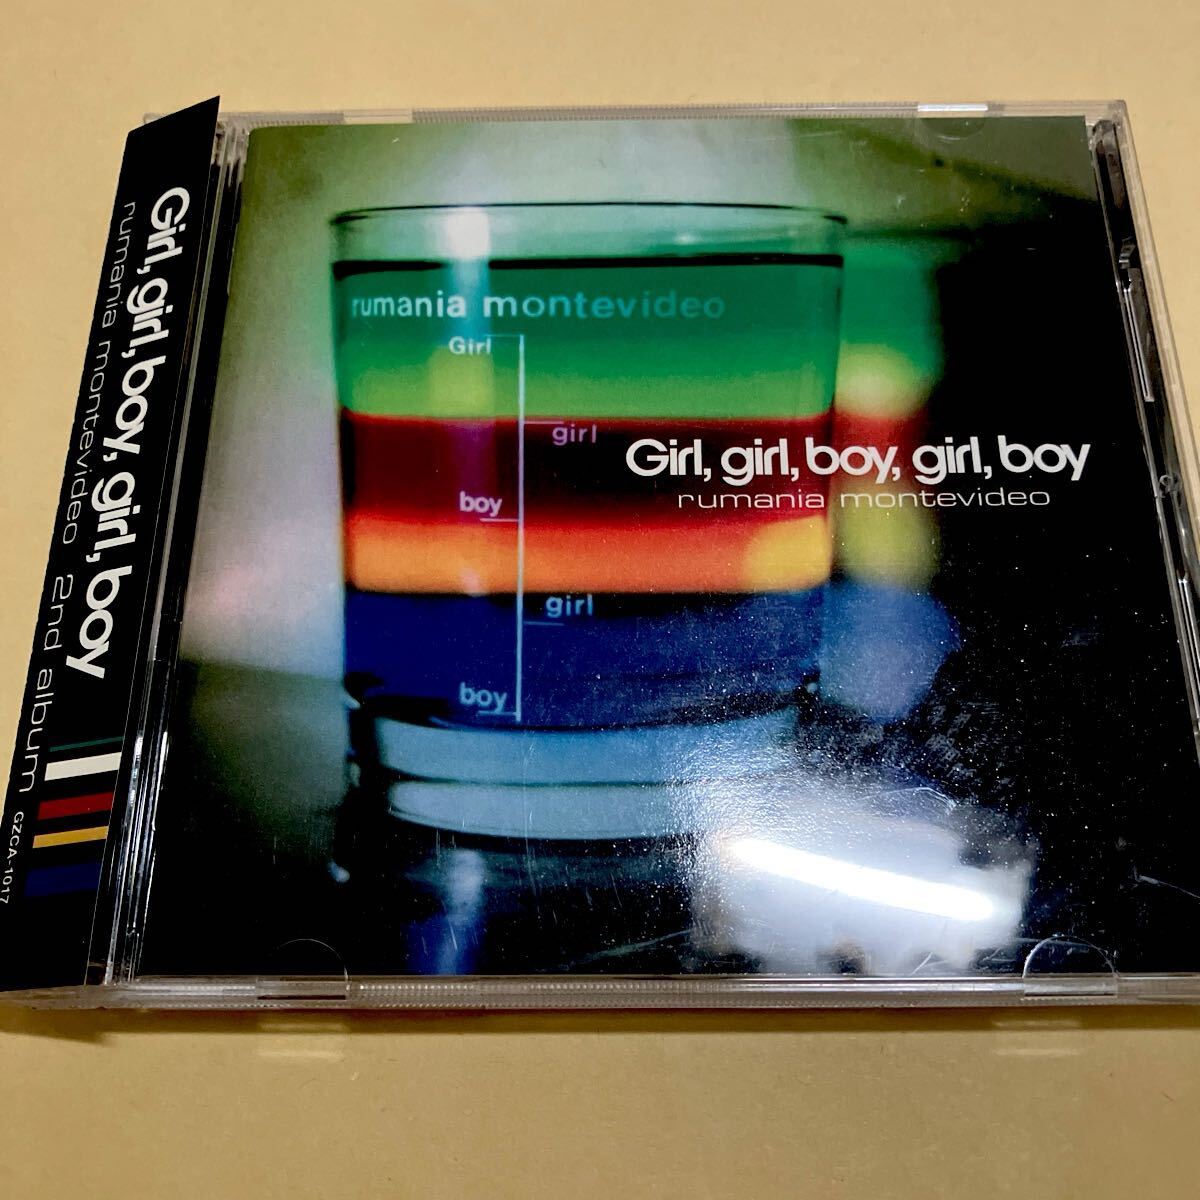 Girl, girl, boy, girl, boy
rumania montevideo 2nd album GZCA-1017
rumania montevideo
Girl
girl
boy
girl
boy
Girl, girl, boy, girl, boy
rumania montevideo